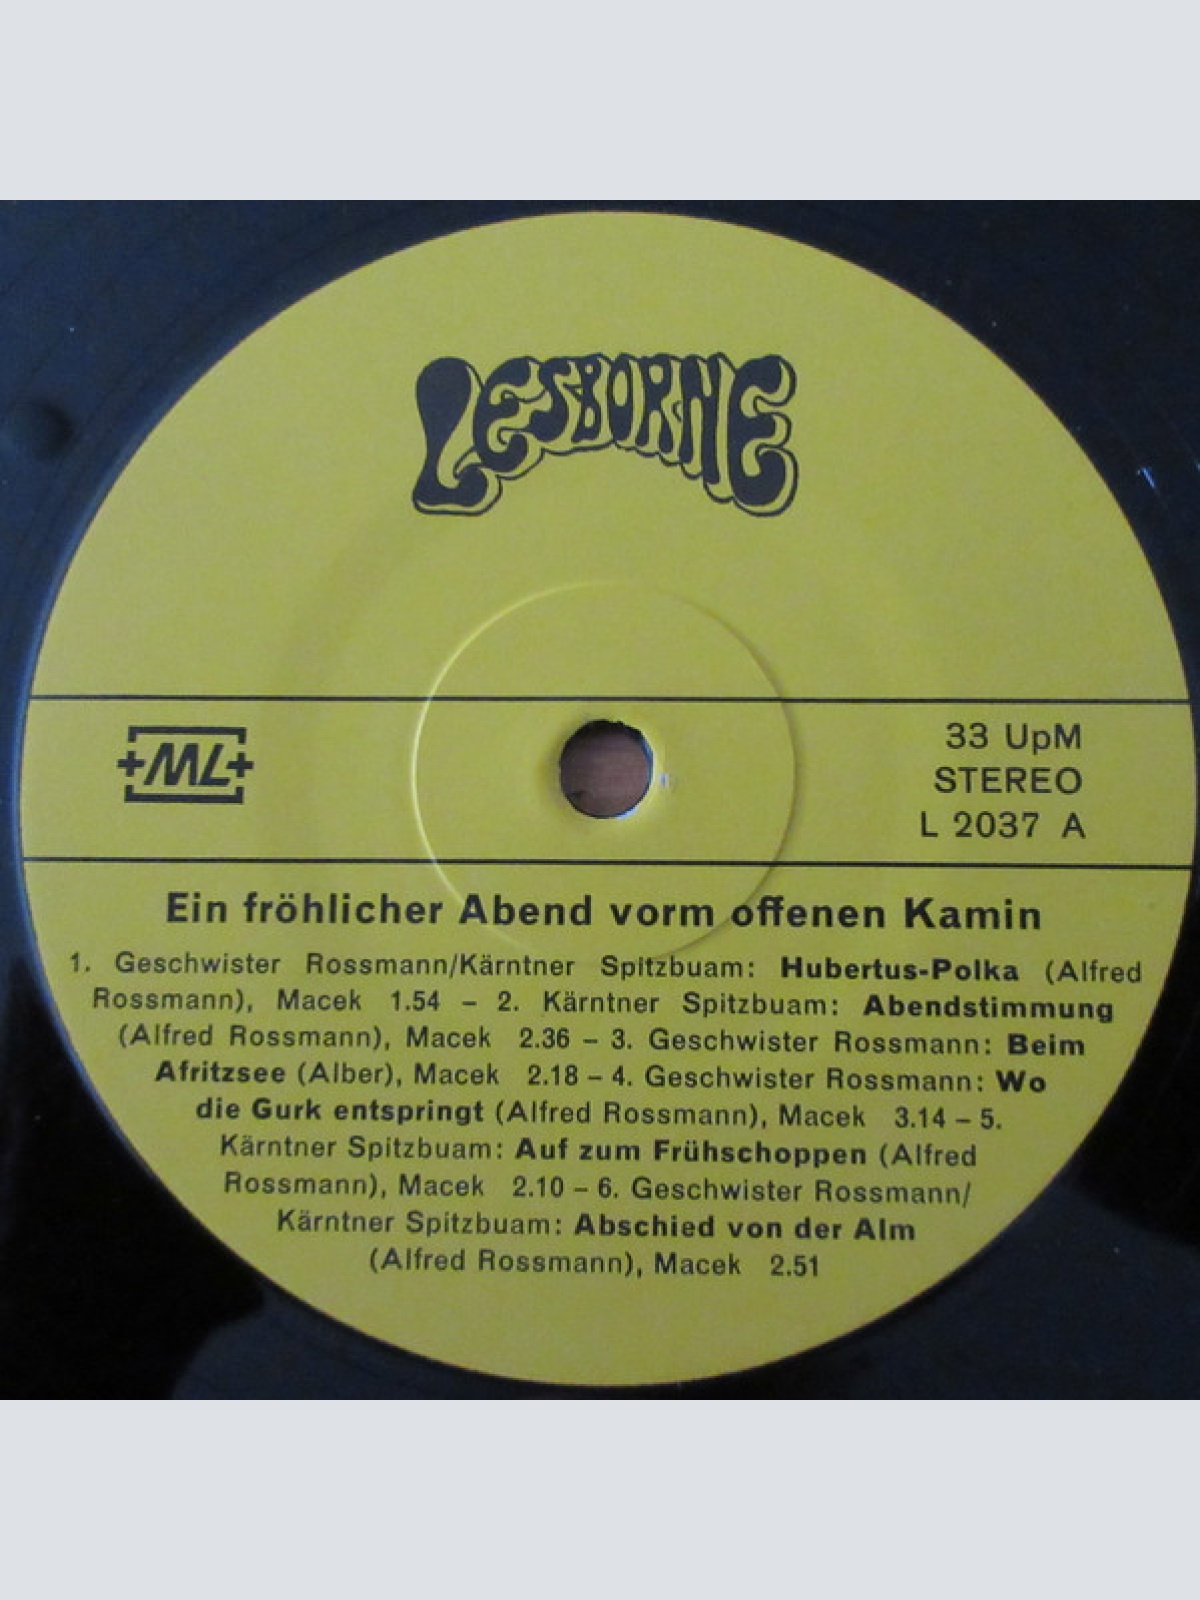 LESBORNE
+ML+
33 UpM
STEREO
L 2037 A
Ein fröhlicher Abend vorm offenen Kamin
1. Geschwister Rossmann/Kärntner Spitzbuam: Hubertus-Polka (Alfred
Rossmann), Macek 1.54 – 2. Kärntner Spitzbuam: Abendstimmung
(Alfred Rossmann), Macek 2.36 – 3. Geschwister Rossmann: Beim
Afritzsee (Alber), Macek 2.18 – 4. Geschwister Rossmann: Wo
die Gurk entspringt (Alfred Rossmann), Macek 3.14 – 5.
Kärntner Spitzbuam: Auf zum Frühschoppen (Alfred
Rossmann), Macek 2.10 – 6. Geschwister Rossmann/
Kärntner Spitzbuam: Abschied von der Alm
(Alfred Rossmann), Macek 2.51